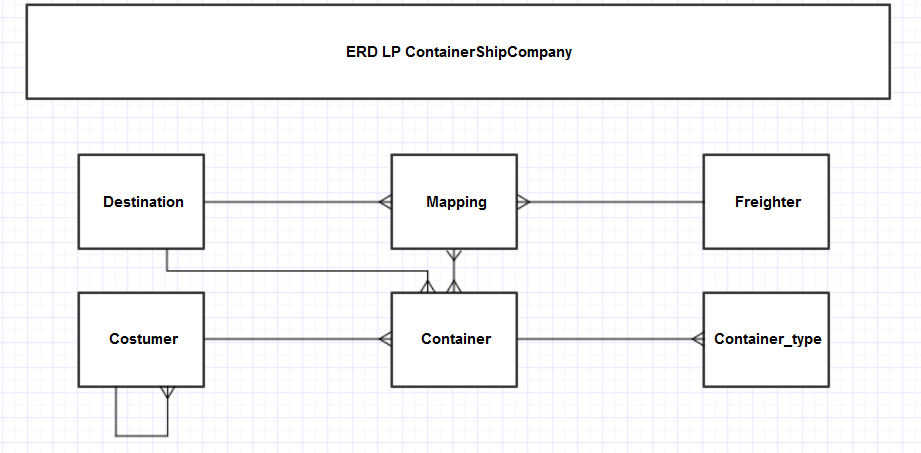 ERD LP ContainerShipCompany
Destination
Mapping
Freighter
Costumer
Container
Container_type